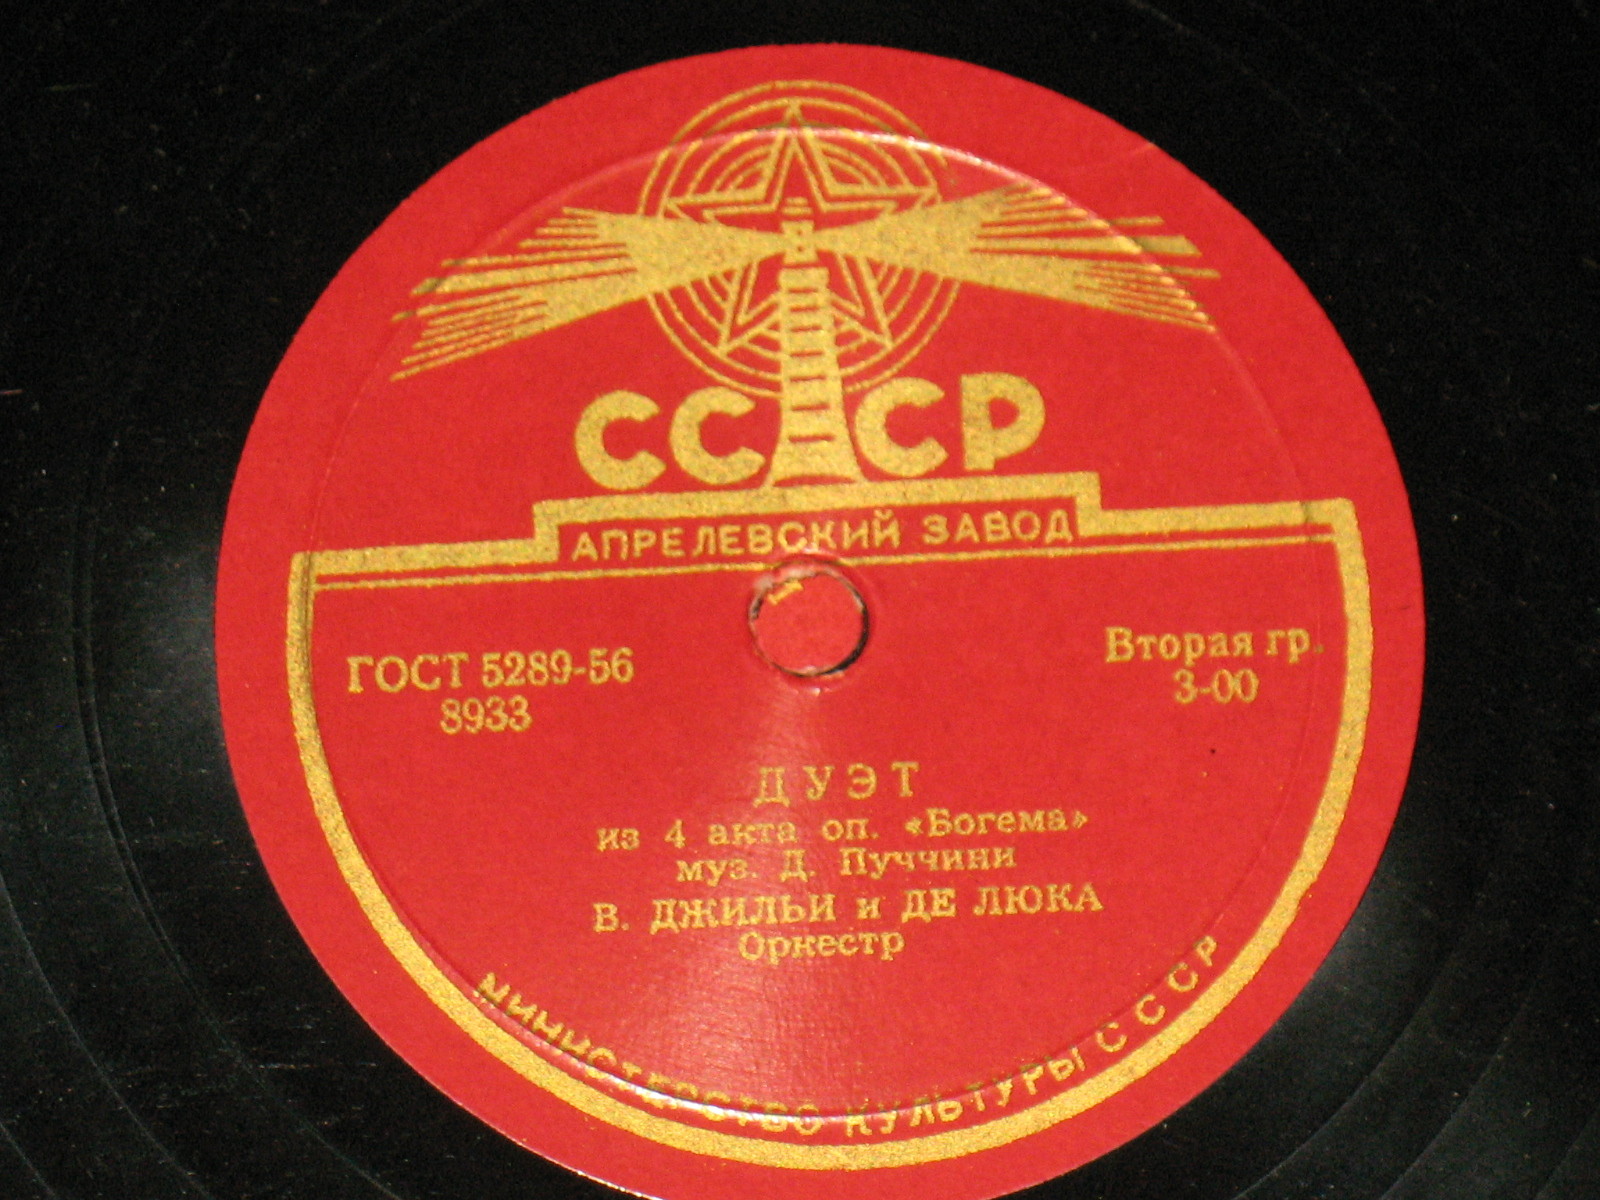 СССР
АПРЕЛЕВСКИЙ ЗАВОД
ГОСТ 5289-56
8933
Вторая гр.
3-00
ДУЭТ
из 4 акта оп. «Богема»
муз. Д. Пуччини
В. ДЖИЛЬИ и ДЕ ЛЮКА
Оркестр
МИНИСТЕРСТВО КУЛЬТУРЫ СССР